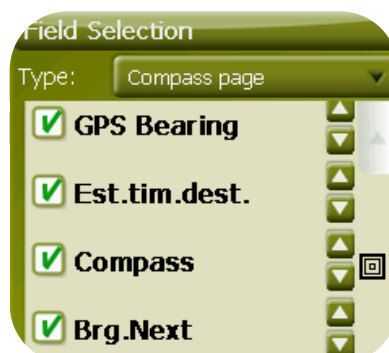 Field Selection
Type: Compass page
GPS Bearing
Est.tim.dest.
Compass
Brg.Next